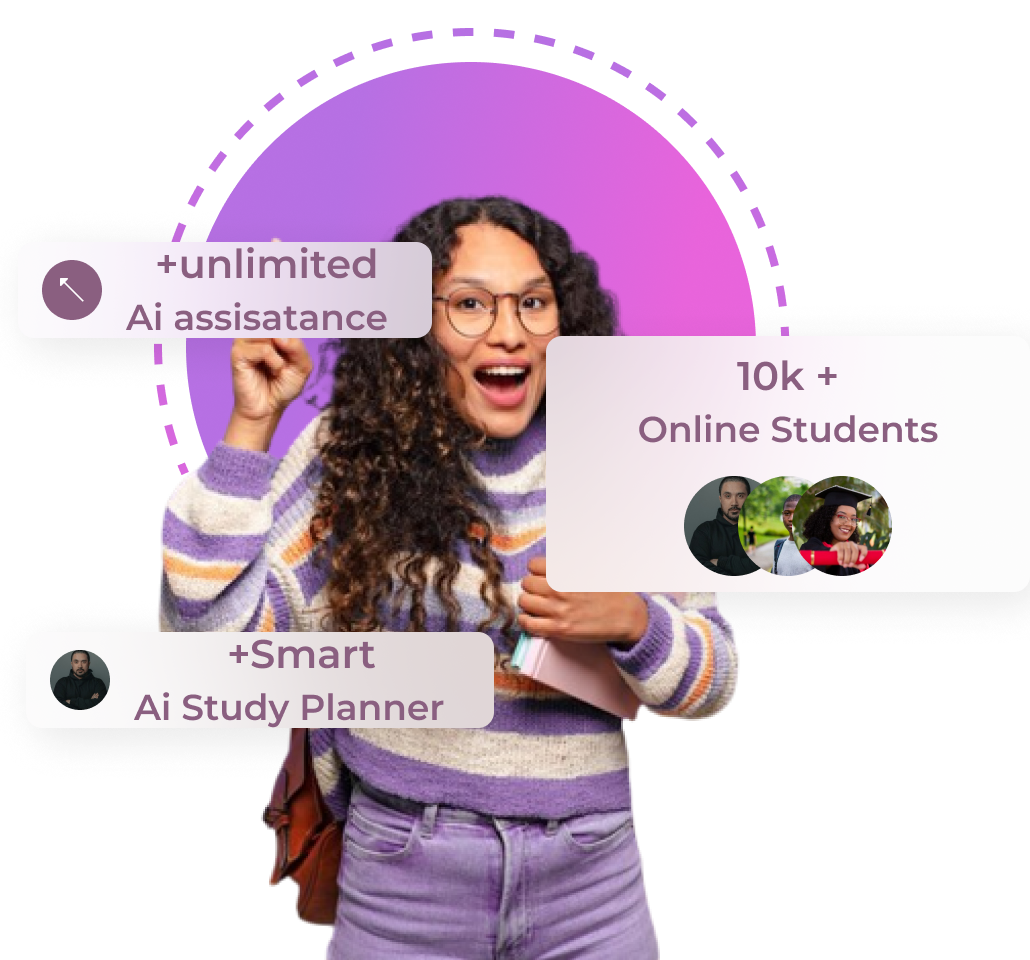 +unlimited
Ai assisatance
10k +
Online Students
+Smart
Ai Study Planner